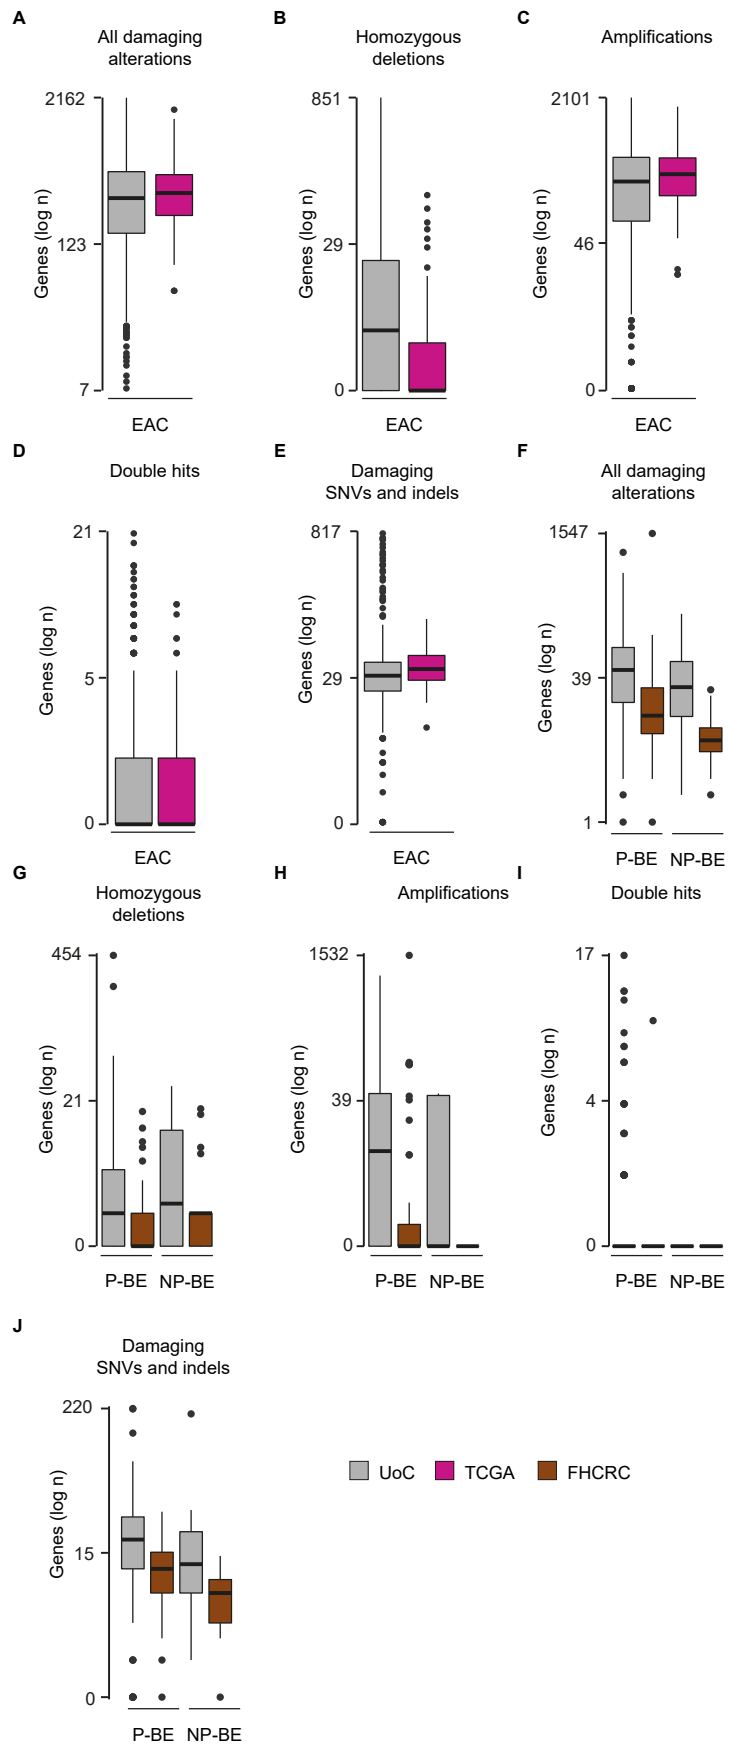 A
All damaging
alterations
2162
123
7
Genes (log n)
EAC
B
Homozygous
deletions
851
29
0
Genes (log n)
EAC
C
Amplifications
2101
46
0
Genes (log n)
EAC
D
Double hits
21
5
0
Genes (log n)
EAC
E
Damaging
SNVs and indels
817
29
0
Genes (log n)
EAC
F
All damaging
alterations
1547
39
1
Genes (log n)
P-BE NP-BE
G
Homozygous
deletions
454
21
0
Genes (log n)
P-BE NP-BE
H
Amplifications
1532
39
0
Genes (log n)
P-BE NP-BE
I
Double hits
17
4
0
Genes (log n)
P-BE NP-BE
J
Damaging
SNVs and indels
220
15
0
Genes (log n)
P-BE NP-BE
UoC TCGA FHCRC